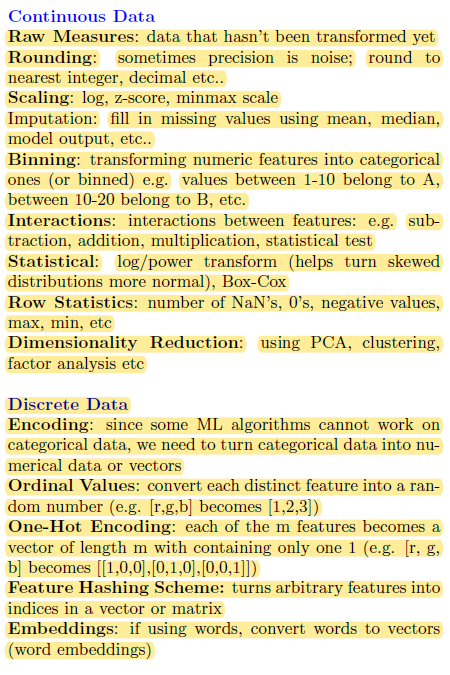 Continuous Data
Raw Measures: data that hasn't been transformed yet
Rounding: sometimes precision is noise; round to
nearest integer, decimal etc..
Scaling: log, z-score, minmax scale
Imputation: fill in missing values using mean, median,
model output, etc..
Binning: transforming numeric features into categorical
ones (or binned) e.g. values between 1-10 belong to A,
between 10-20 belong to B, etc.
Interactions: interactions between features: e.g. sub-
traction, addition, multiplication, statistical test
Statistical: log/power transform (helps turn skewed
distributions more normal), Box-Cox
Row Statistics: number of NaN's, 0's, negative values,
max, min, etc
Dimensionality Reduction: using PCA, clustering,
factor analysis etc
Discrete Data
Encoding: since some ML algorithms cannot work on
categorical data, we need to turn categorical data into nu-
merical data or vectors
Ordinal Values: convert each distinct feature into a ran-
dom number (e.g. [r,g,b] becomes [1,2,3])
One-Hot Encoding: each of the m features becomes a
vector of length m with containing only one 1 (e.g. [r, g,
b] becomes [[1,0,0],[0,1,0],[0,0,1]])
Feature Hashing Scheme: turns arbitrary features into
indices in a vector or matrix
Embeddings: if using words, convert words to vectors
(word embeddings)